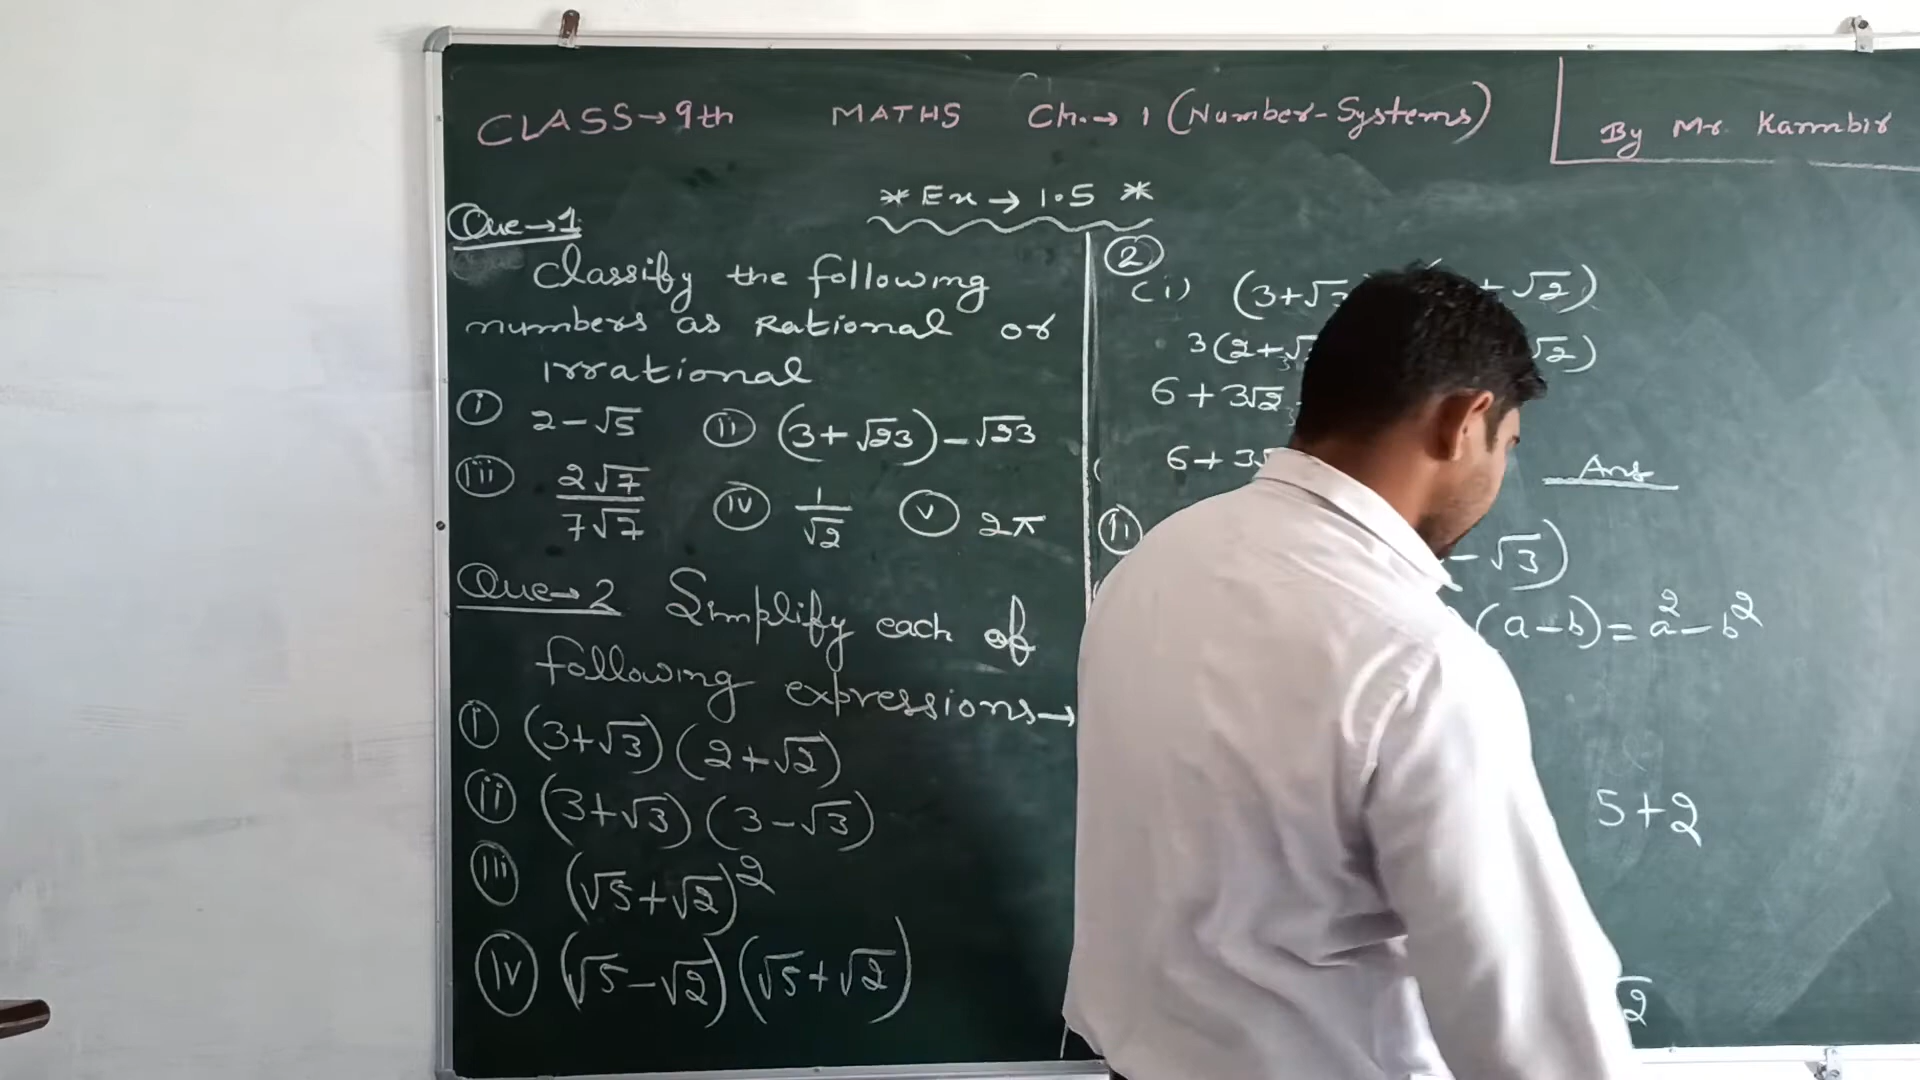 CLASS→9th MATHS Ch.→ 1 (Number-Systems)
By Mr. Karmbir
* Ex → 1.5 *
Que→1
Classify the following
numbers as Rational or
irrational
(i) 2-√5 (ii) (3+√23)-√23
(iii) 2√7/7√7 (iv) 1/√2 (v) 2π
Que→2 Simplify each of
following expressions→
(i) (3+√3)(2+√2)
(ii) (3+√3)(3-√3)
(iii) (√5+√2)²
(iv) (√5-√2)(√5+√2)
(2)
(i) (3+√3 +√2)
3(2+√ √2)
6+3√2
6+3√ Ans
(ii) -√3)
(a-b)=a²-b²
5+2
√2